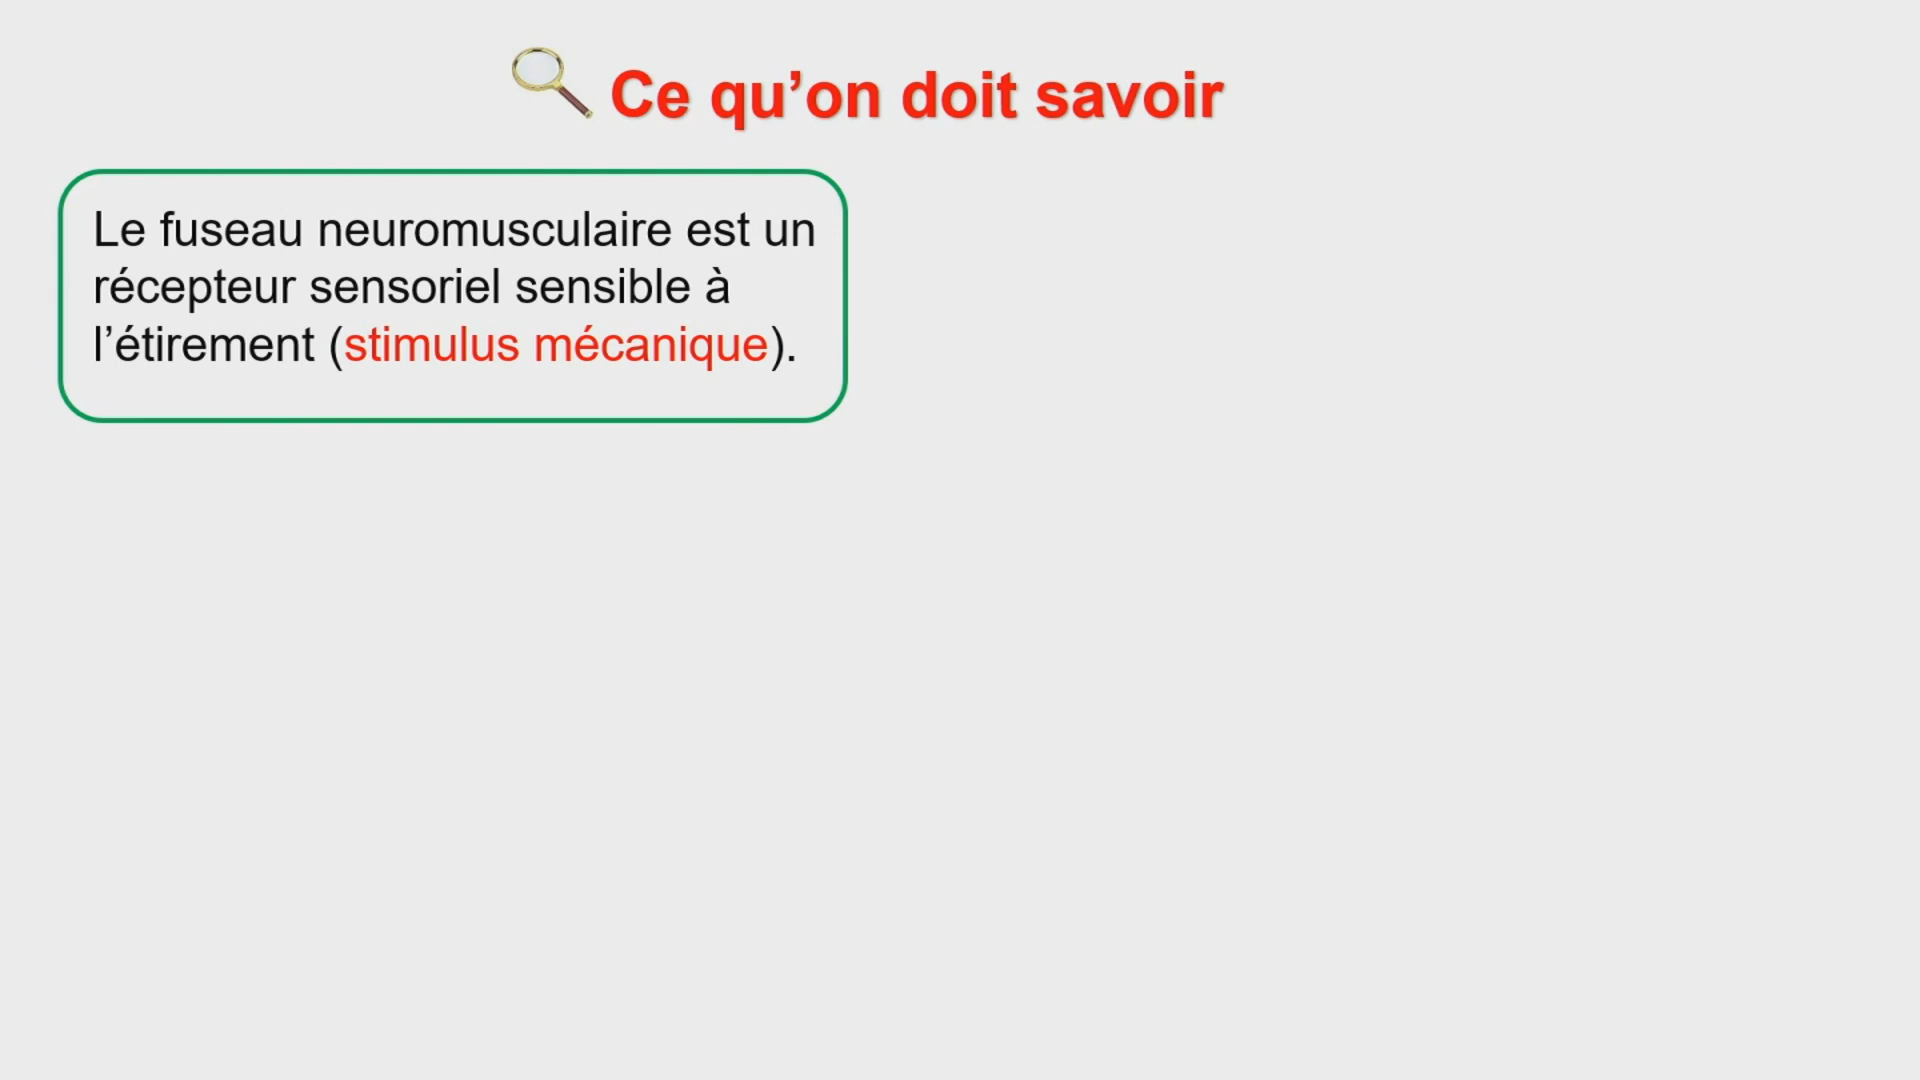 Ce qu’on doit savoir
Le fuseau neuromusculaire est un
récepteur sensoriel sensible à
l’étirement (stimulus mécanique).